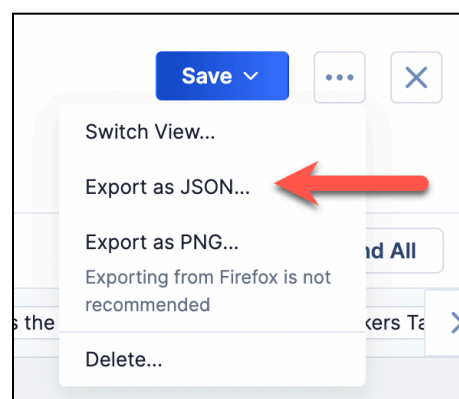 Save
Switch View...
Export as JSON...
Export as PNG...
nd All
Exporting from Firefox is not
recommended
s the
kers Ta
Delete...